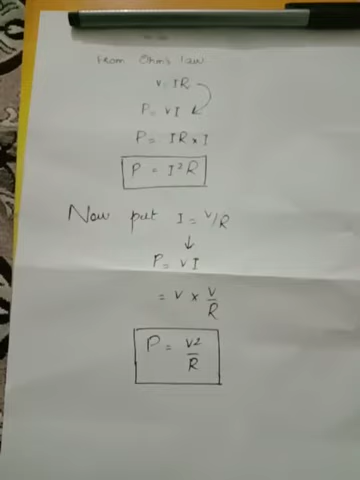 From Ohm's law
V = IR
P = VI
P = IR × I
P = I²R
Now put I = V/R
↓
P = VI
= V × V/R
P = V²/R